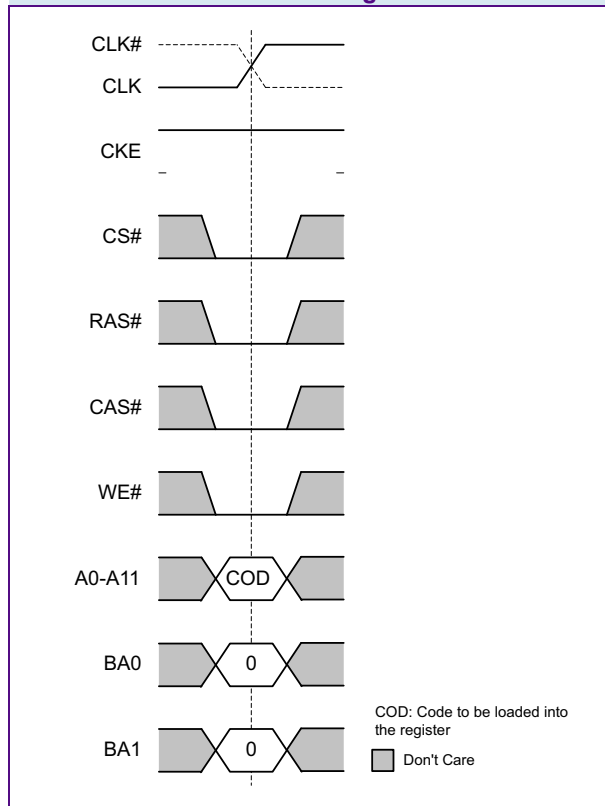 CLK#
CLK
CKE
CS#
RAS#
CAS#
WE#
A0-A11
COD
BA0
0
BA1
0
COD: Code to be loaded into
the register
Don't Care